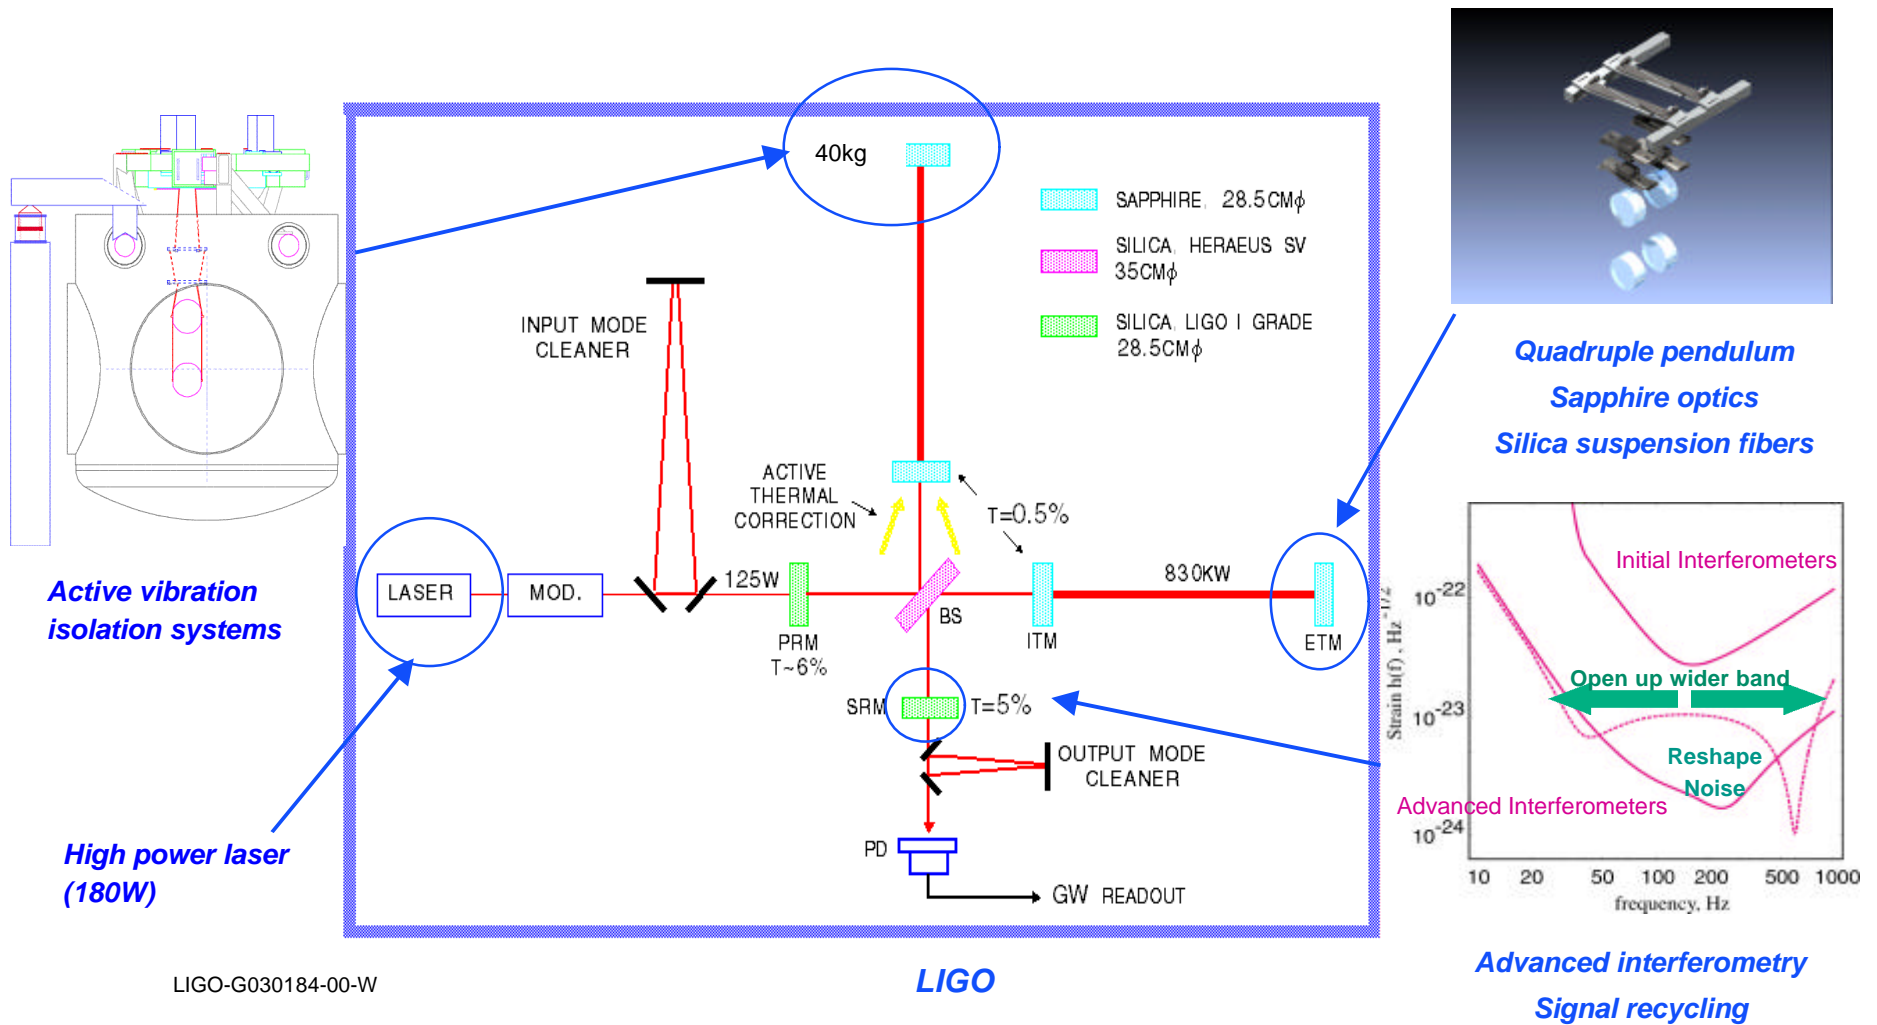 40kg
SAPPHIRE, 28.5CMϕ
SILICA, HERAEUS SV
35CMϕ
SILICA, LIGO I GRADE
28.5CMϕ
INPUT MODE
CLEANER
ACTIVE
THERMAL
CORRECTION
T=0.5%
LASER
MOD.
125W
830KW
BS
PRM
T~6%
ITM
ETM
SRM
T=5%
OUTPUT MODE
CLEANER
PD
GW READOUT
Active vibration
isolation systems
High power laser
(180W)
Quadruple pendulum
Sapphire optics
Silica suspension fibers
Initial Interferometers
Open up wider band
Reshape
Noise
Advanced Interferometers
Strain h(f), Hz^-1/2
10-22
10-23
10-24
10 20 50 100 200 500 1000
frequency, Hz
Advanced interferometry
Signal recycling
LIGO-G030184-00-W
LIGO